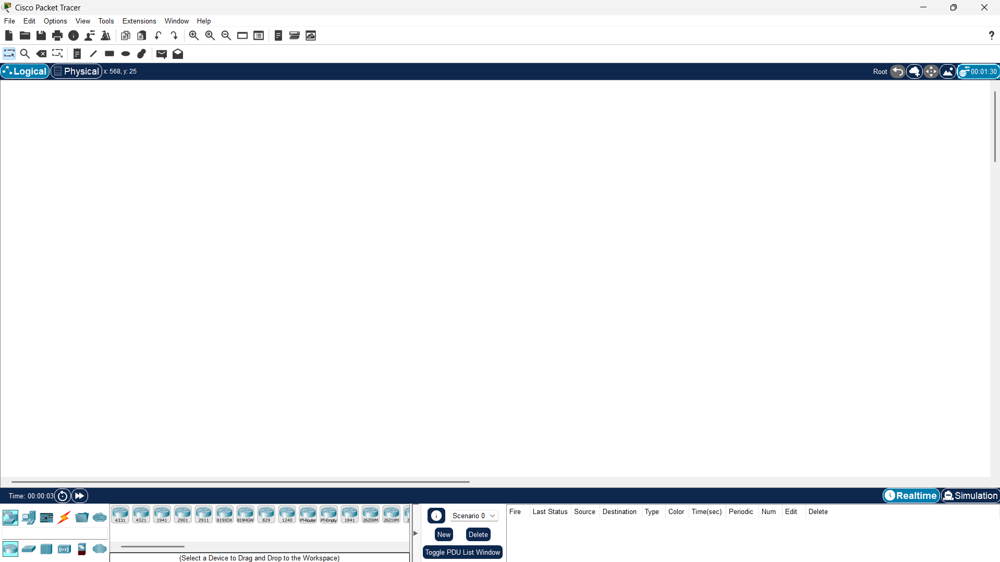 Cisco Packet Tracer
File Edit Options View Tools Extensions Window Help
Logical Physical x: 568, y: 25 Root 00:01:30
Time: 00:00:03 Realtime Simulation
4331 4321 1941 2901 2911 819IOX 819HGW 829 1240 PT-Router PT-Empty 1841 2620XM 2621XM 2
Scenario 0 Fire Last Status Source Destination Type Color Time(sec) Periodic Num Edit Delete
New Delete
Toggle PDU List Window
(Select a Device to Drag and Drop to the Workspace)